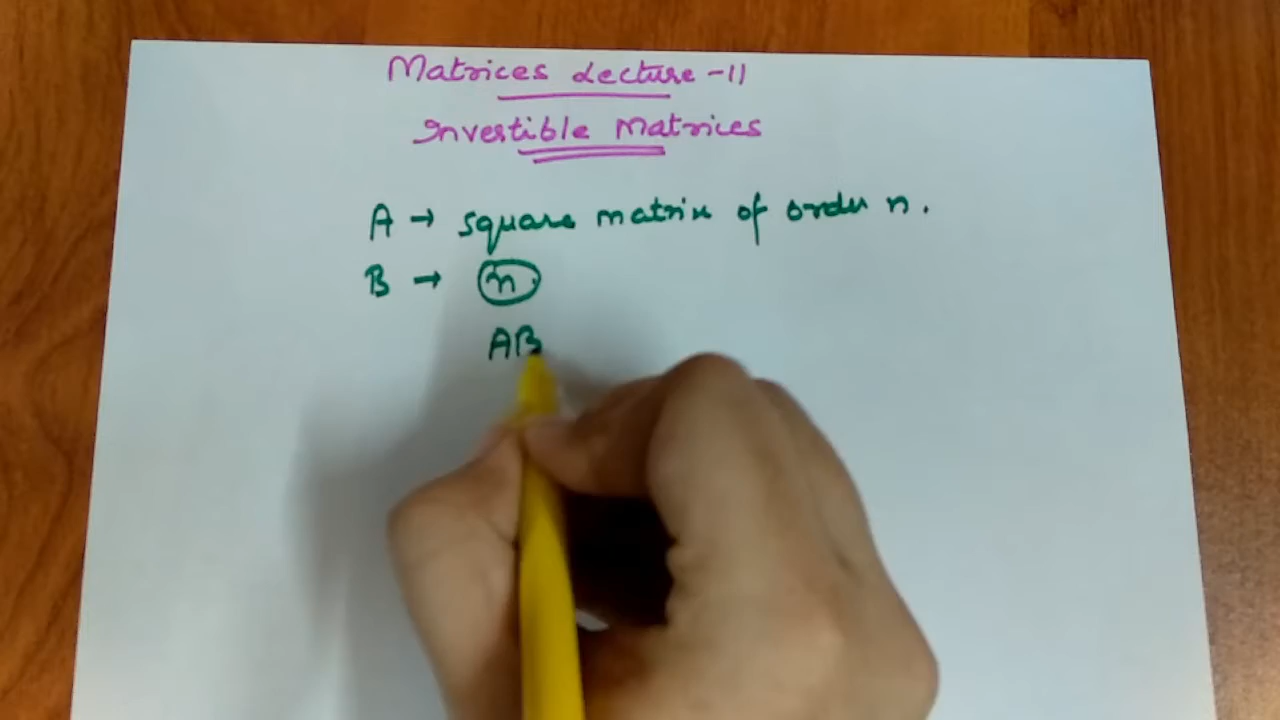 Matrices Lecture -11
Invertible Matrices
A → square matrix of order n.
B → n.
AB